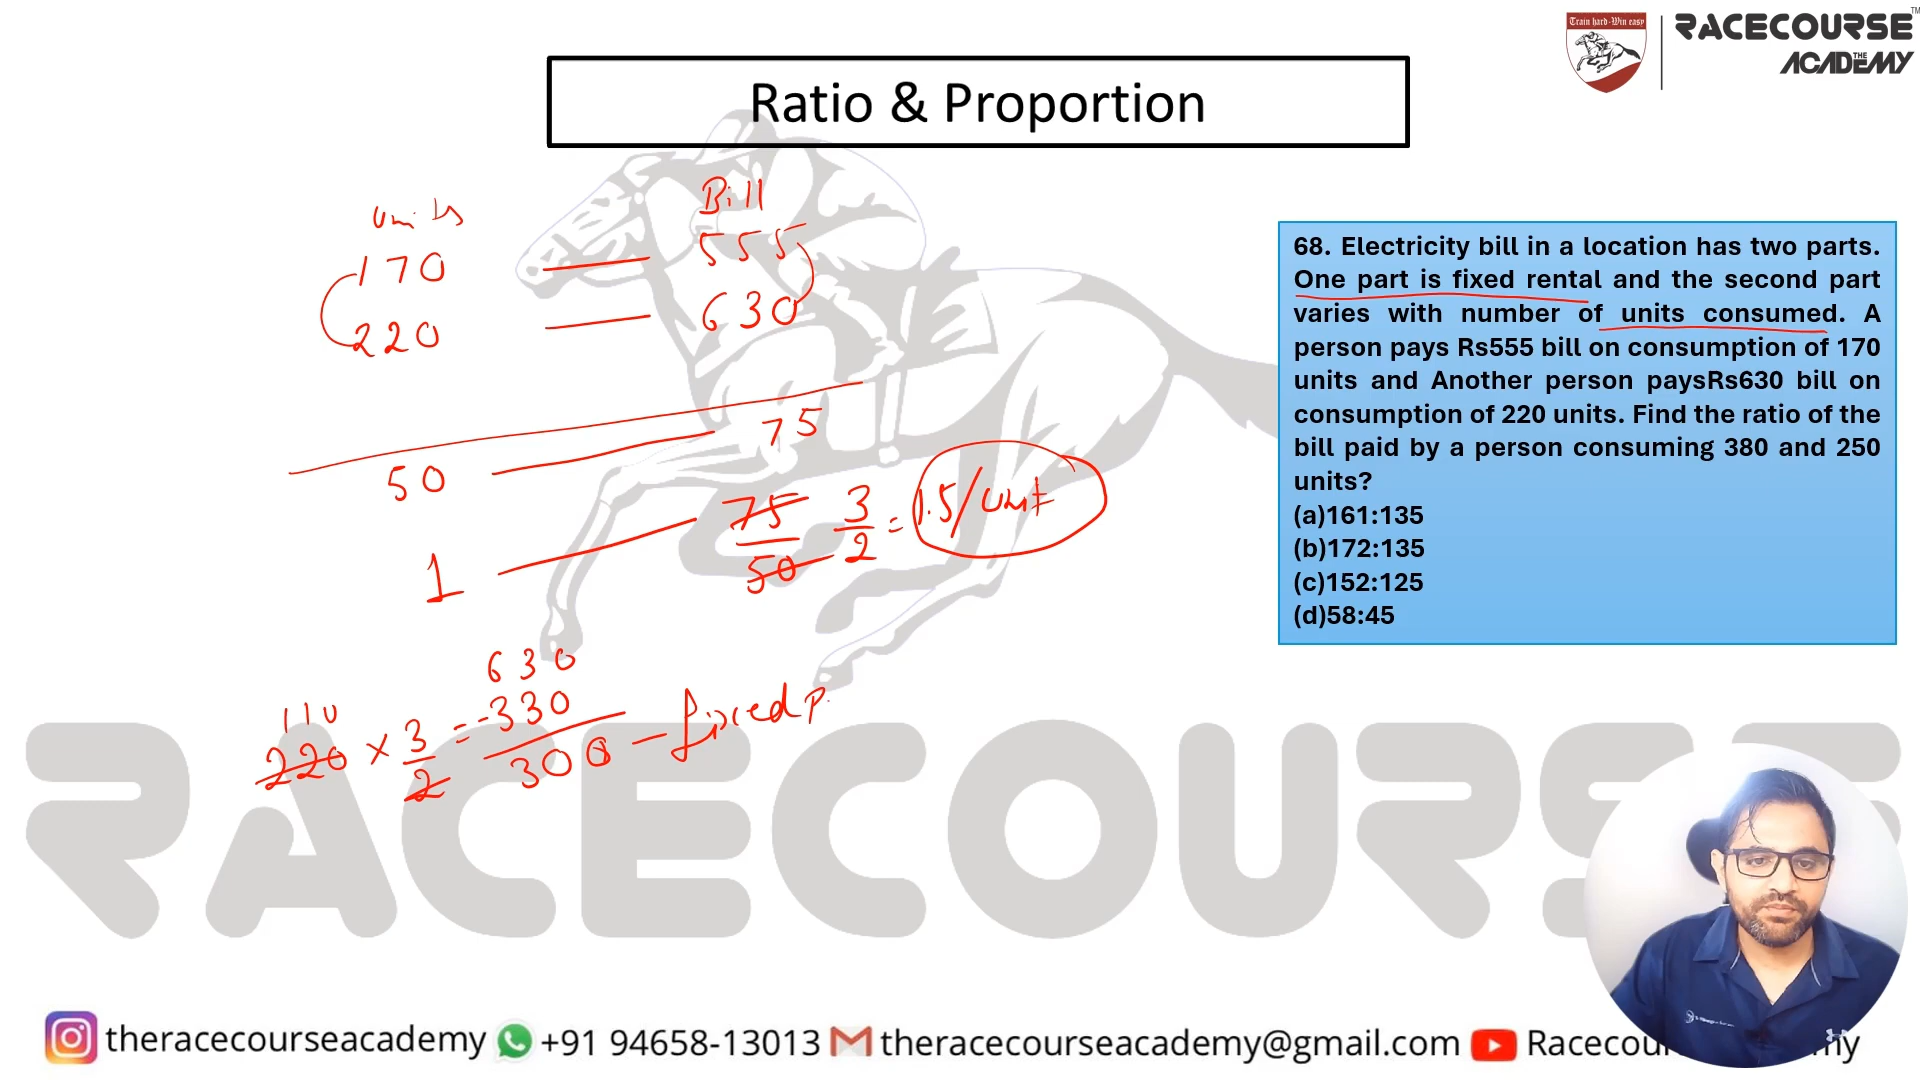 Train hard-Win easy
RACECOURSE™
THE ACADEMY
Ratio & Proportion
units Bill
170 — 555
220 — 630
50 — 75
1 — 75/50 3/2 = 1.5/unit
110
220 × 3/2 = 630
-330
300 — fixed P.
68. Electricity bill in a location has two parts.
One part is fixed rental and the second part
varies with number of units consumed. A
person pays Rs555 bill on consumption of 170
units and Another person paysRs630 bill on
consumption of 220 units. Find the ratio of the
bill paid by a person consuming 380 and 250
units?
(a)161:135
(b)172:135
(c)152:125
(d)58:45
RACECOURSE
theracecourseacademy +91 94658-13013 theracecourseacademy@gmail.com